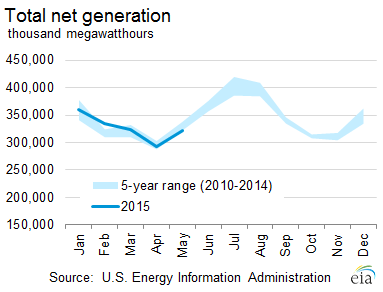 Total net generation
thousand megawatthours
450,000
400,000
350,000
300,000
250,000
200,000
150,000
5-year range (2010-2014)
2015
Jan
Feb
Mar
Apr
May
Jun
Jul
Aug
Sep
Oct
Nov
Dec
Source: U.S. Energy Information Administration
eia